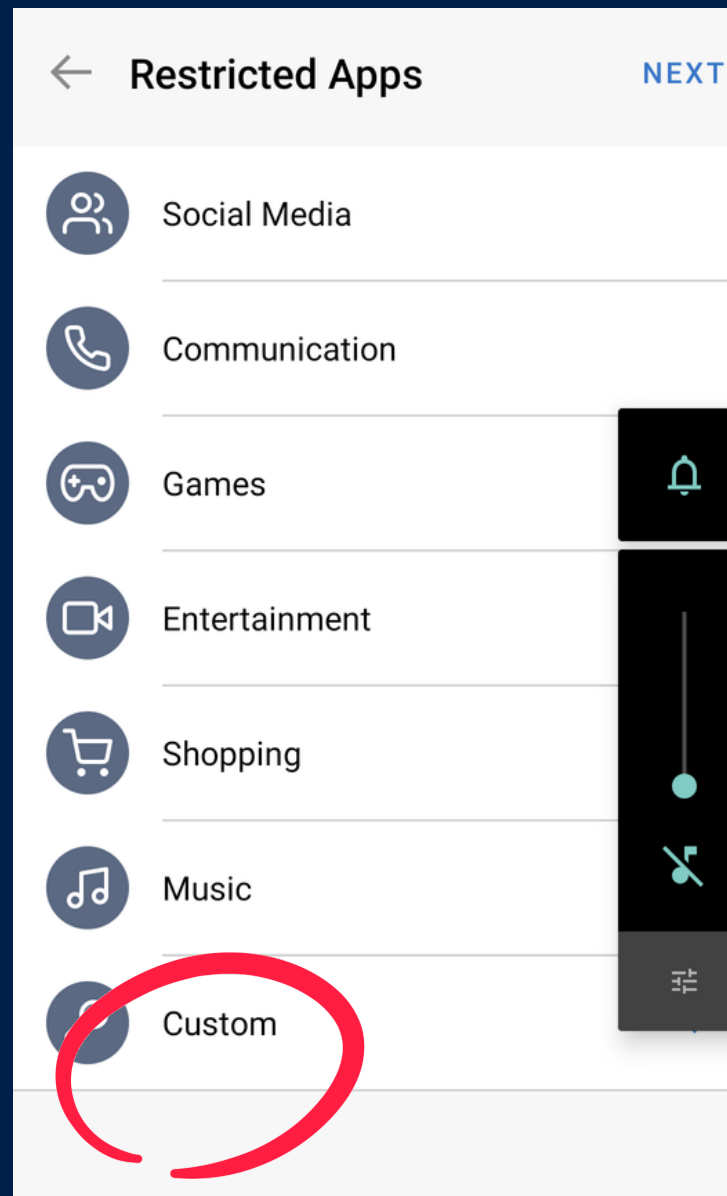 Restricted Apps
NEXT
Social Media
Communication
Games
Entertainment
Shopping
Music
Custom